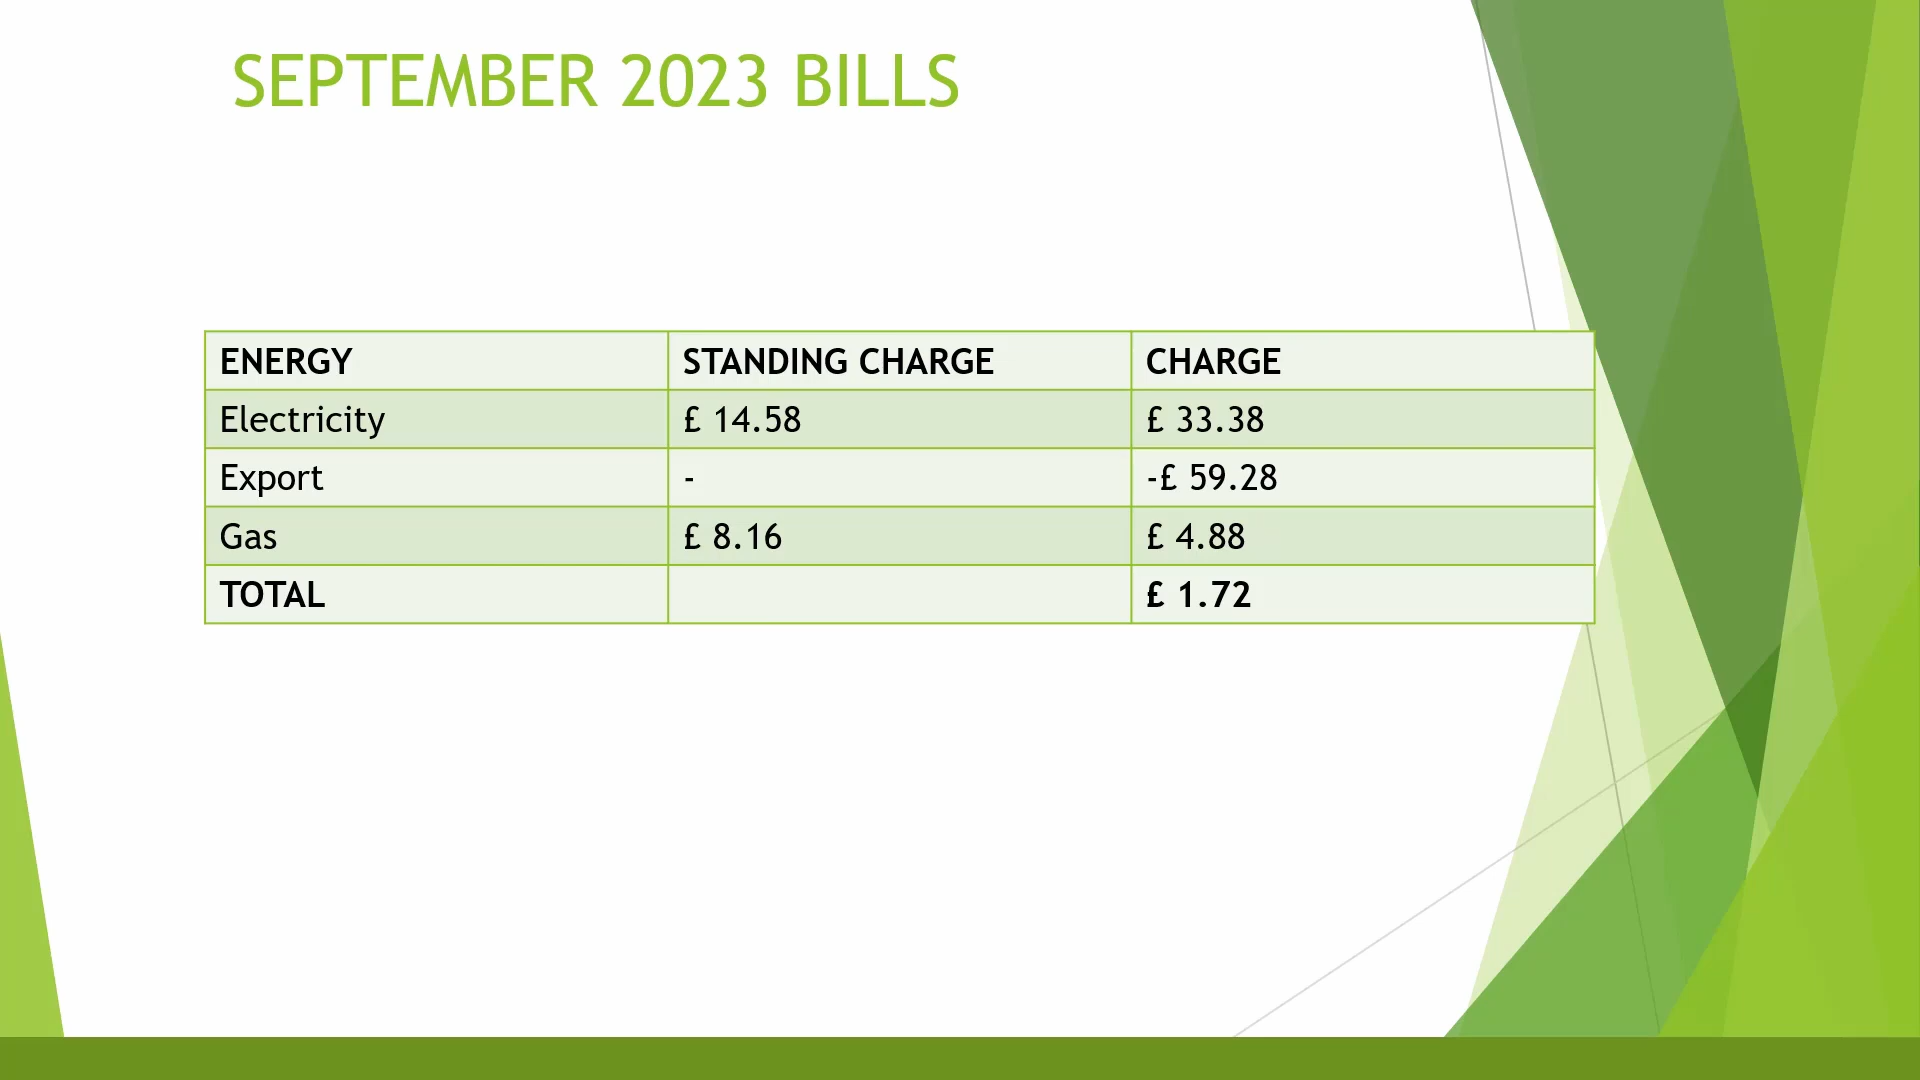 SEPTEMBER 2023 BILLS
ENERGY STANDING CHARGE CHARGE
Electricity £ 14.58 £ 33.38
Export - -£ 59.28
Gas £ 8.16 £ 4.88
TOTAL £ 1.72